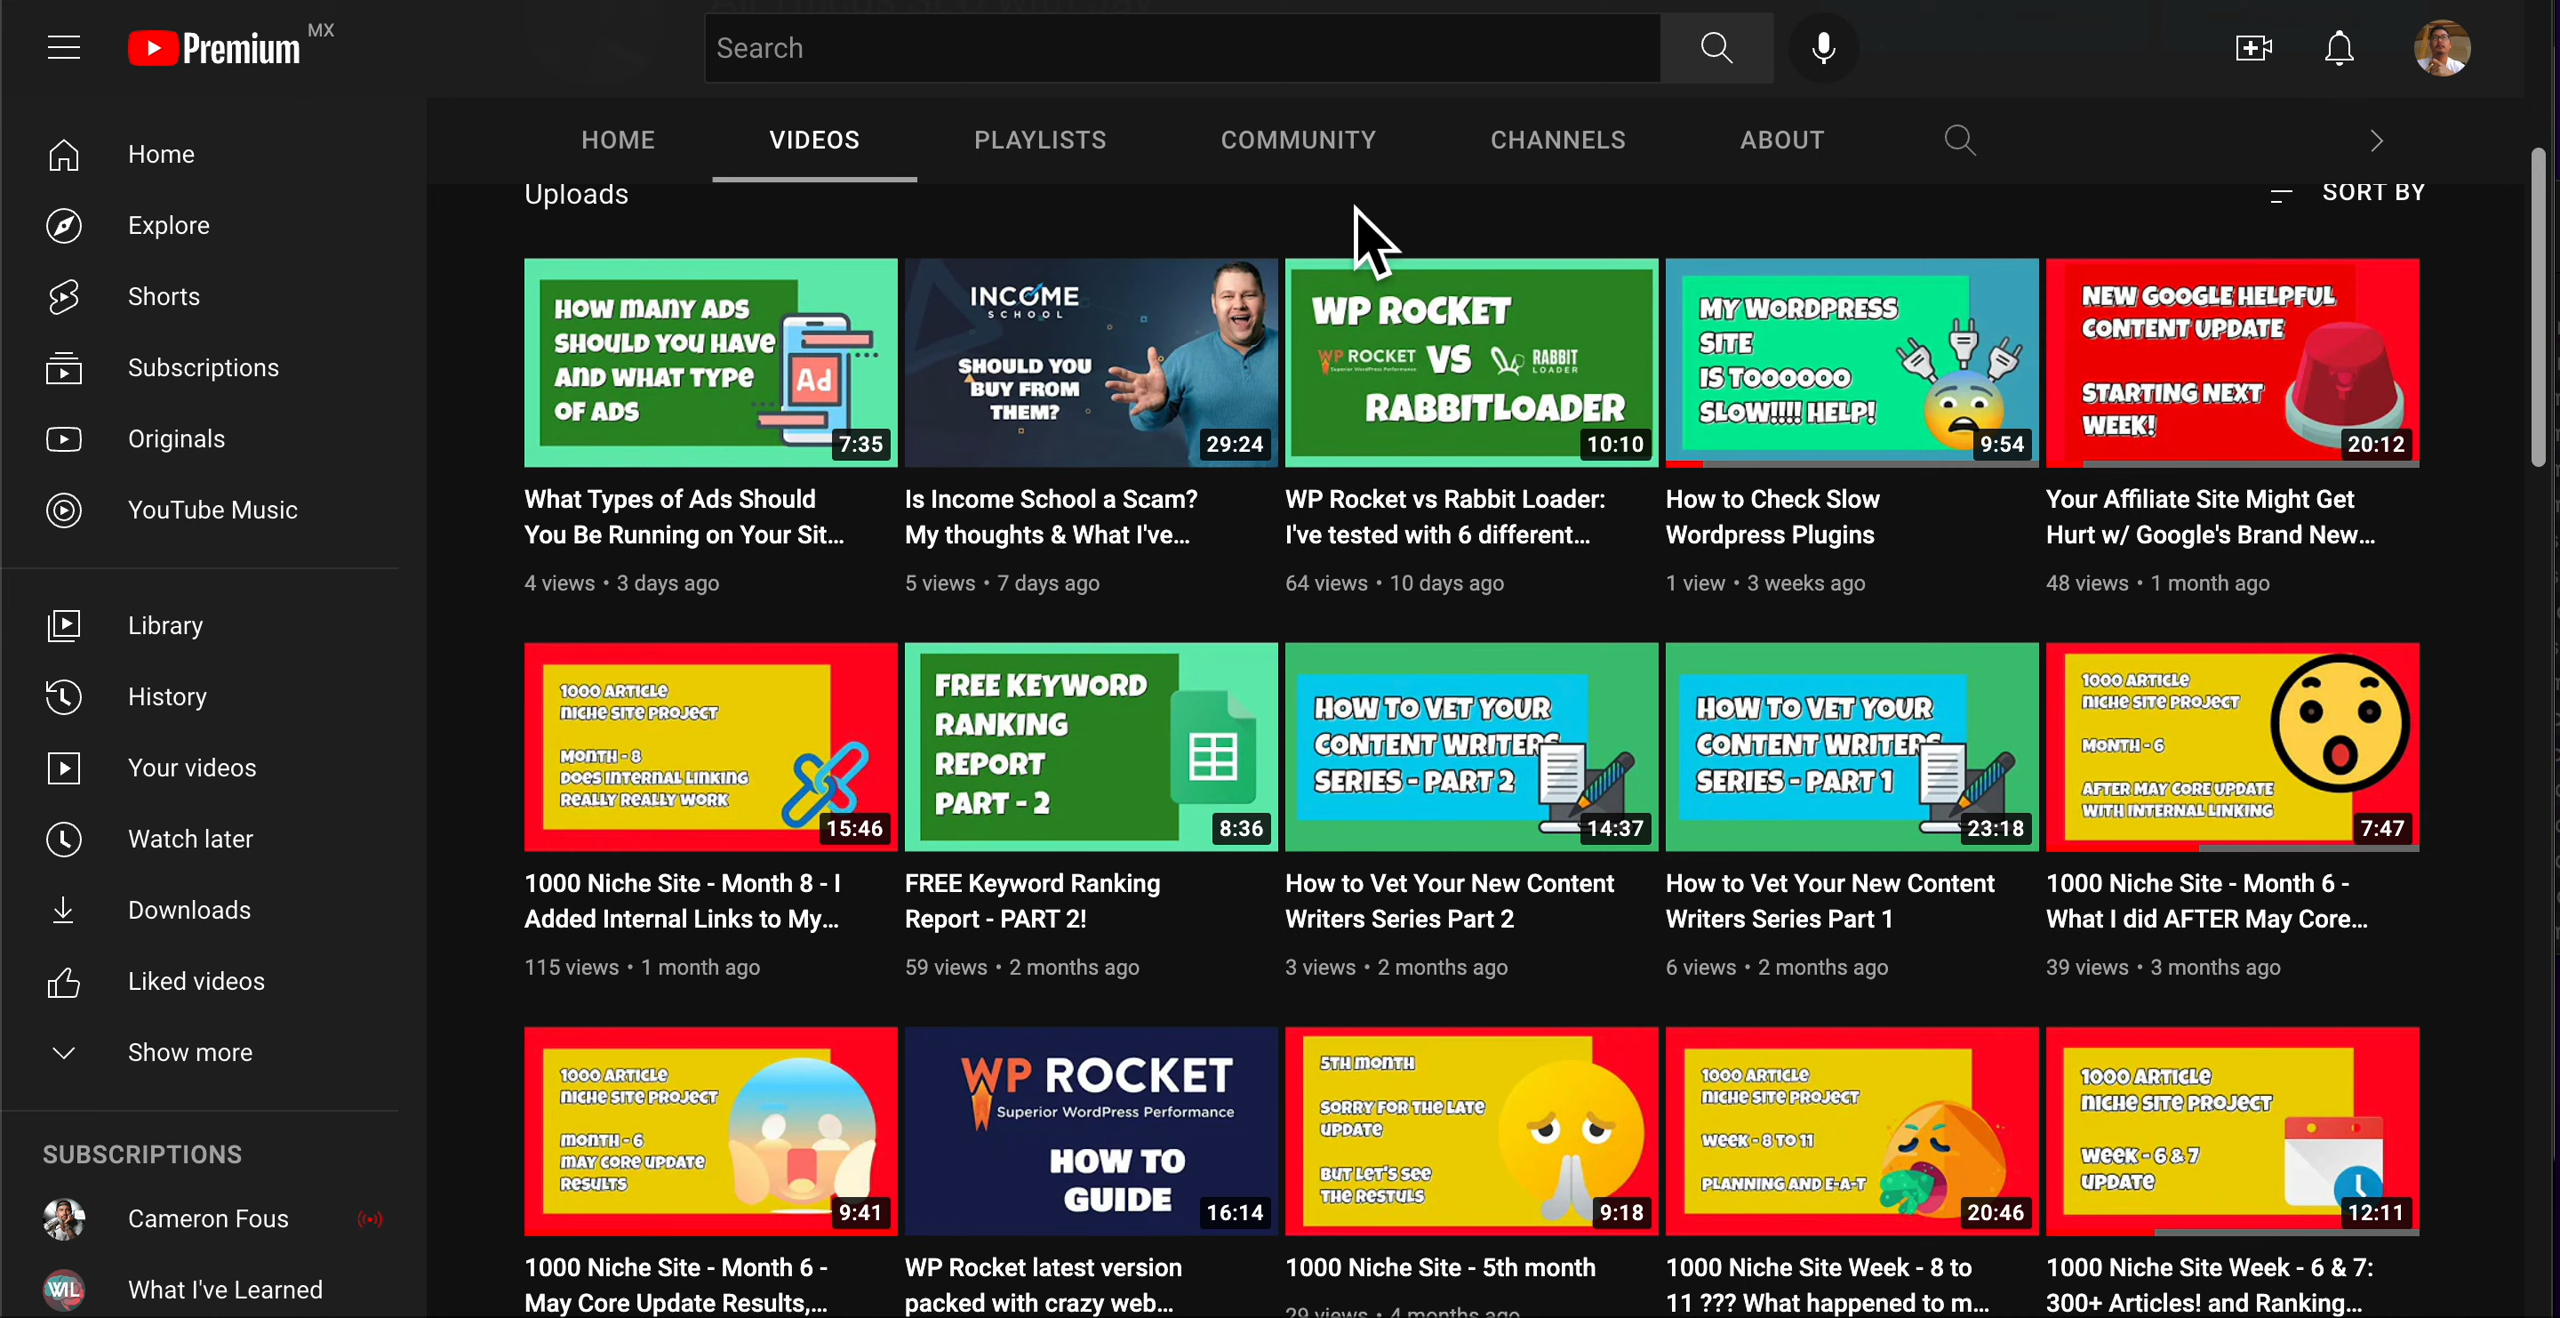 Premium MX
Search
Home
Explore
Shorts
Subscriptions
Originals
YouTube Music
Library
History
Your videos
Watch later
Downloads
Liked videos
Show more
SUBSCRIPTIONS
Cameron Fous
What I've Learned
HOME VIDEOS PLAYLISTS COMMUNITY CHANNELS ABOUT
Uploads
SORT BY
HOW MANY ADS
SHOULD YOU HAVE
AND WHAT TYPE
OF ADS
Ad
7:35
What Types of Ads Should
You Be Running on Your Sit...
4 views • 3 days ago
INCOME
SCHOOL
SHOULD YOU
BUY FROM
THEM?
29:24
Is Income School a Scam?
My thoughts & What I've...
5 views • 7 days ago
WP ROCKET
WP ROCKET
Superior WordPress Performance
VS
RABBIT
LOADER
RABBITLOADER
10:10
WP Rocket vs Rabbit Loader:
I've tested with 6 different...
64 views • 10 days ago
MY WORDPRESS
SITE
IS TOOOOOO
SLOW!!!! HELP!
9:54
How to Check Slow
Wordpress Plugins
1 view • 3 weeks ago
NEW GOOGLE HELPFUL
CONTENT UPDATE
STARTING NEXT
WEEK!
20:12
Your Affiliate Site Might Get
Hurt w/ Google's Brand New...
48 views • 1 month ago
1000 ARTICLE
NICHE SITE PROJECT
MONTH - 8
DOES INTERNAL LINKING
REALLY REALLY WORK
15:46
1000 Niche Site - Month 8 - I
Added Internal Links to My...
115 views • 1 month ago
FREE KEYWORD
RANKING
REPORT
PART - 2
8:36
FREE Keyword Ranking
Report - PART 2!
59 views • 2 months ago
HOW TO VET YOUR
CONTENT WRITERS
SERIES - PART 2
14:37
How to Vet Your New Content
Writers Series Part 2
3 views • 2 months ago
HOW TO VET YOUR
CONTENT WRITERS
SERIES - PART 1
23:18
How to Vet Your New Content
Writers Series Part 1
6 views • 2 months ago
1000 ARTICLE
NICHE SITE PROJECT
MONTH - 6
AFTER MAY CORE UPDATE
WITH INTERNAL LINKING
7:47
1000 Niche Site - Month 6 -
What I did AFTER May Core...
39 views • 3 months ago
1000 ARTICLE
NICHE SITE PROJECT
MONTH - 6
MAY CORE UPDATE
RESULTS
9:41
1000 Niche Site - Month 6 -
May Core Update Results,...
WP ROCKET
Superior WordPress Performance
HOW TO
GUIDE
16:14
WP Rocket latest version
packed with crazy web...
5TH MONTH
SORRY FOR THE LATE
UPDATE
BUT LET'S SEE
THE RESTULS
9:18
1000 Niche Site - 5th month
29 views • 4 months ago
1000 ARTICLE
NICHE SITE PROJECT
WEEK - 8 TO 11
PLANNING AND E-A-T
20:46
1000 Niche Site Week - 8 to
11 ??? What happened to m...
1000 ARTICLE
NICHE SITE PROJECT
WEEK - 6 & 7
UPDATE
12:11
1000 Niche Site Week - 6 & 7:
300+ Articles! and Ranking...